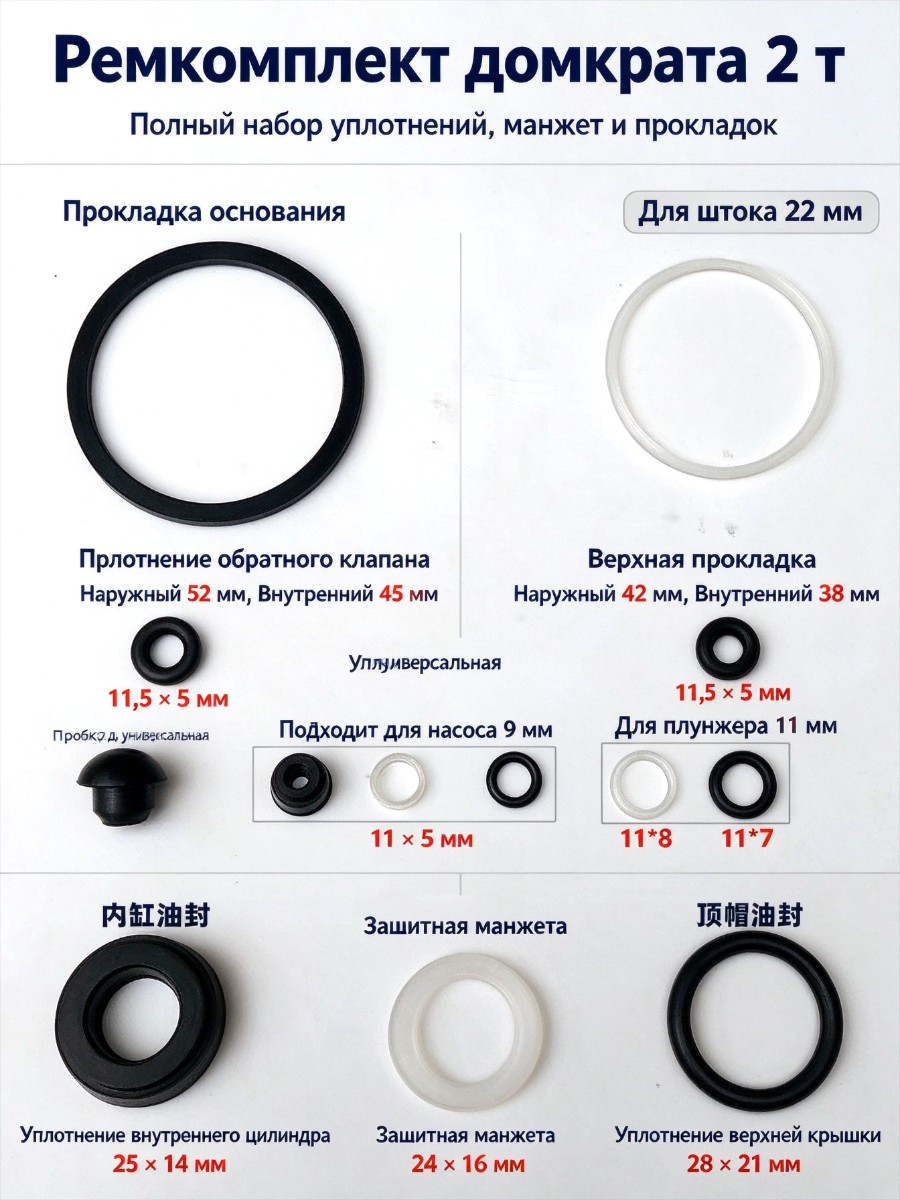 Ремкомплект домкрата 2 т
Полный набор уплотнений, манжет и прокладок
Прокладка основания
Для штока 22 мм
Прлотнение обратного клапана
Наружный 52 мм, Внутренний 45 мм
Верхная прокладка
Наружный 42 мм, Внутренний 38 мм
11,5 × 5 мм
Уплуиверсальная
11,5 × 5 мм
универсальная
Подходит для насоса 9 мм
Для плунжера 11 мм
11 × 5 мм
11*8
11*7
内缸油封
Зашитная манжета
顶帽油封
Уплотнение внутреннего цилиндра
25 × 14 мм
Зашитная манжета
24 × 16 мм
Уплотнение верхней крышки
28 × 21 мм